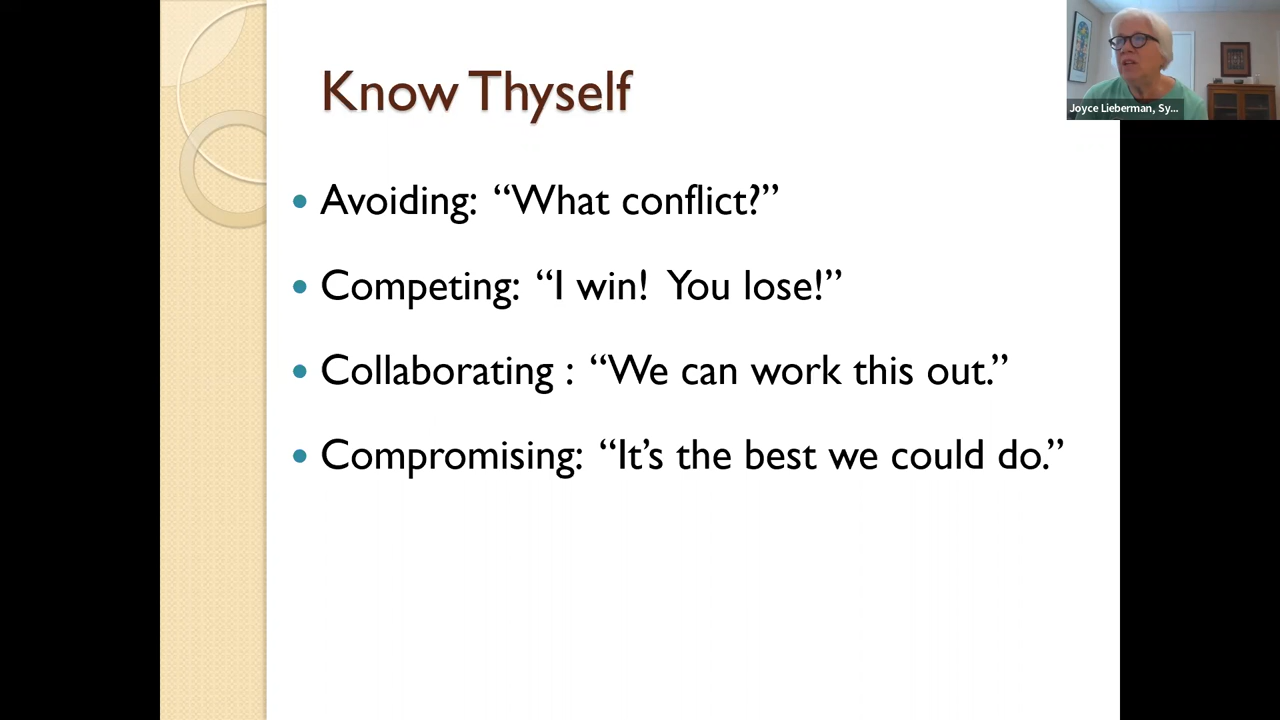 Know Thyself
Joyce Lieberman, Sy...
Avoiding: “What conflict?”
Competing: “I win!  You lose!”
Collaborating : “We can work this out.”
Compromising: “It’s the best we could do.”